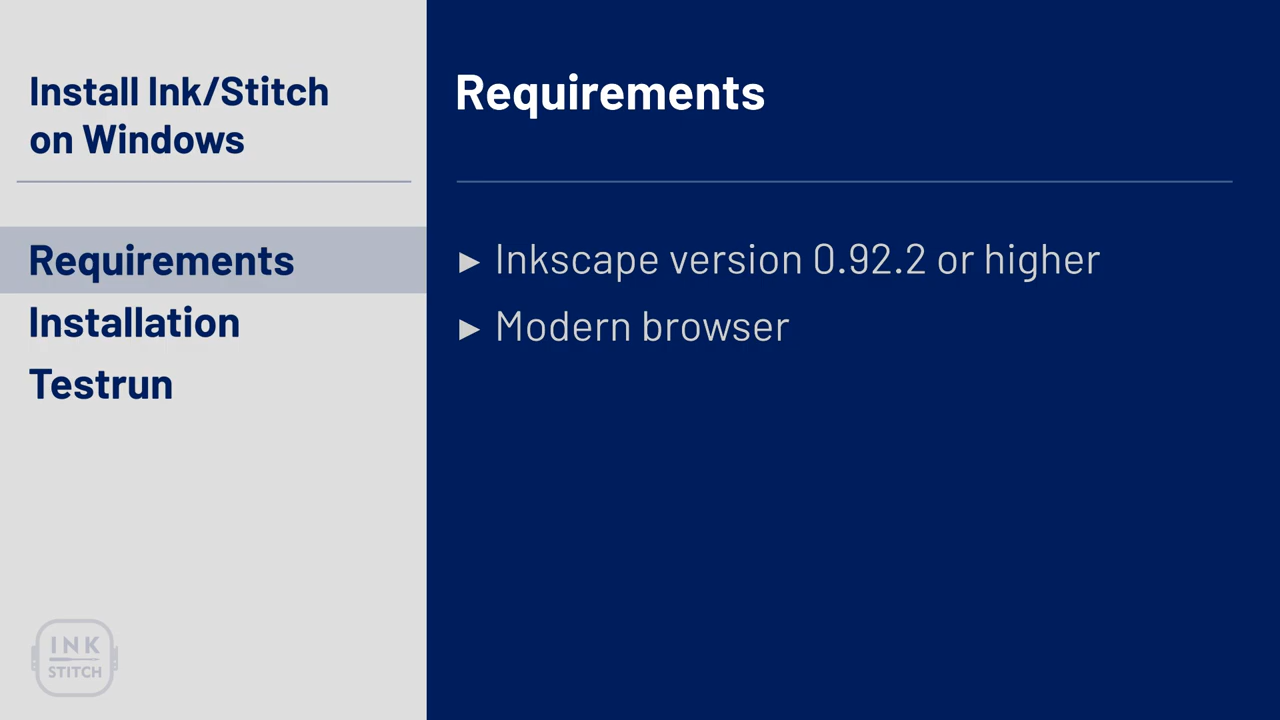 Install Ink/Stitch
on Windows
Requirements
Installation
Testrun
INK
STITCH
Requirements
► Inkscape version 0.92.2 or higher
► Modern browser